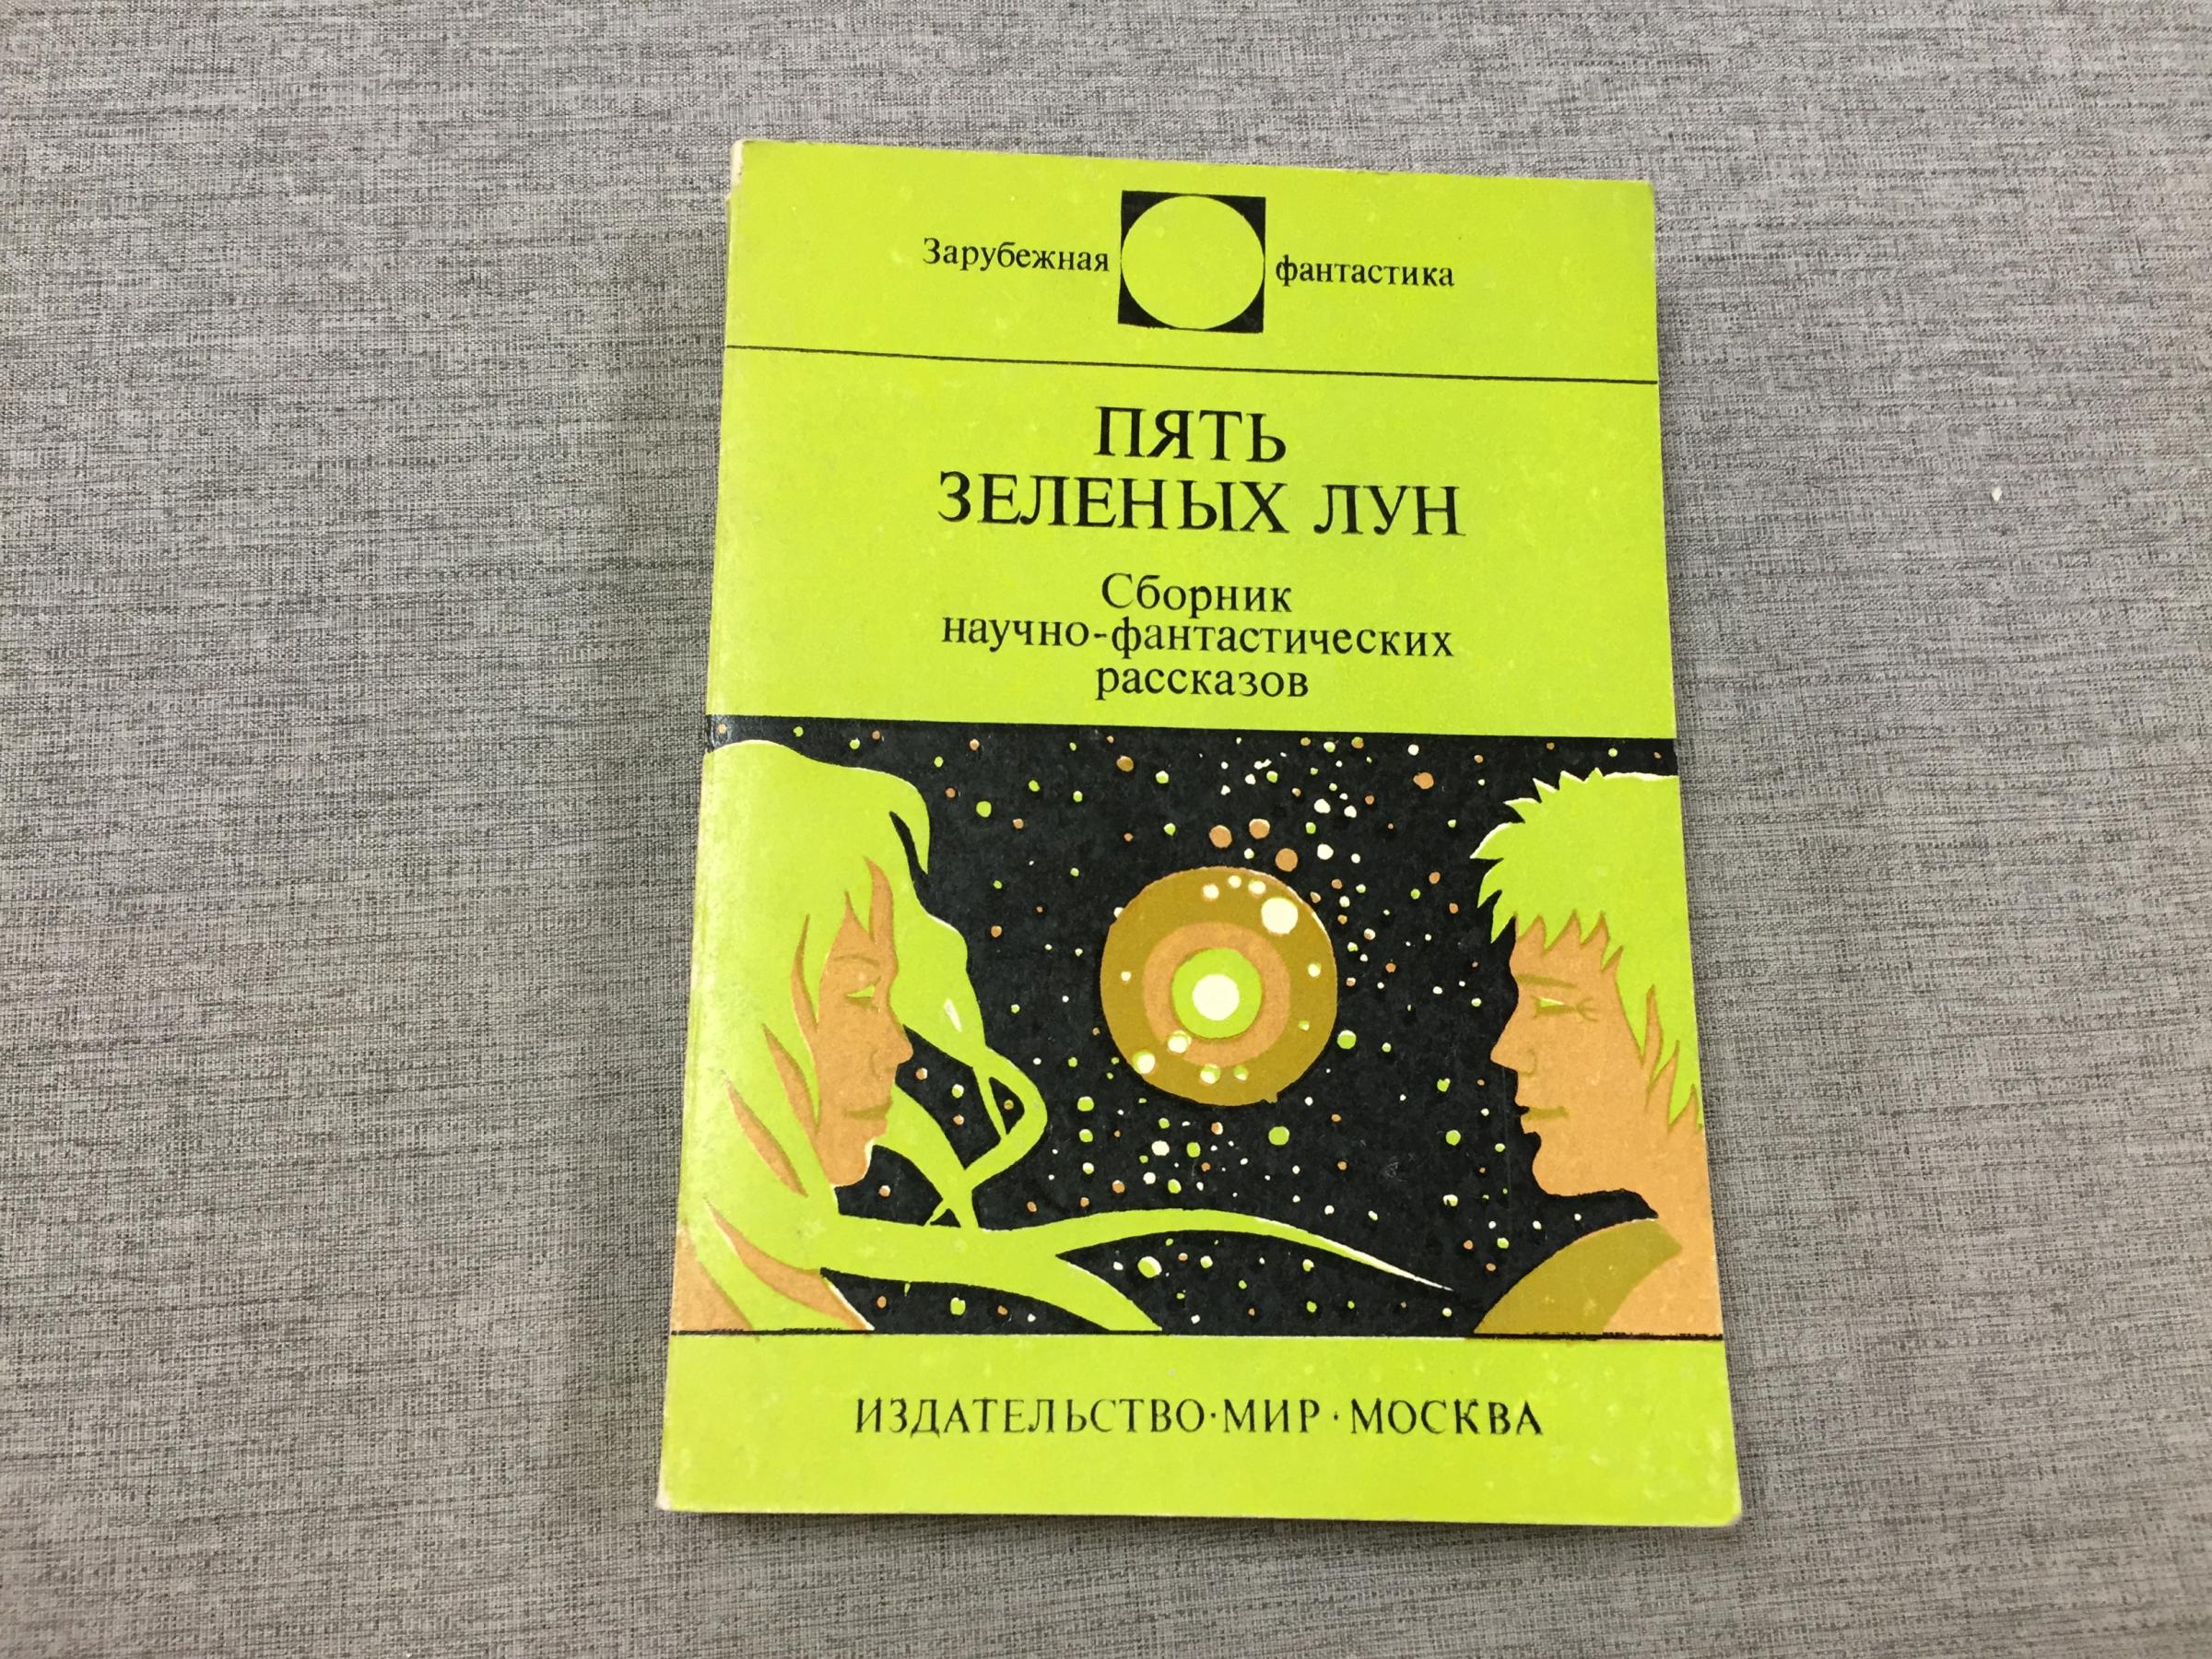 Зарубежная фантастика
ПЯТЬ
ЗЕЛЕНЫХ ЛУН
Сборник
научно-фантастических
рассказов
ИЗДАТЕЛЬСТВО·МИР·МОСКВА